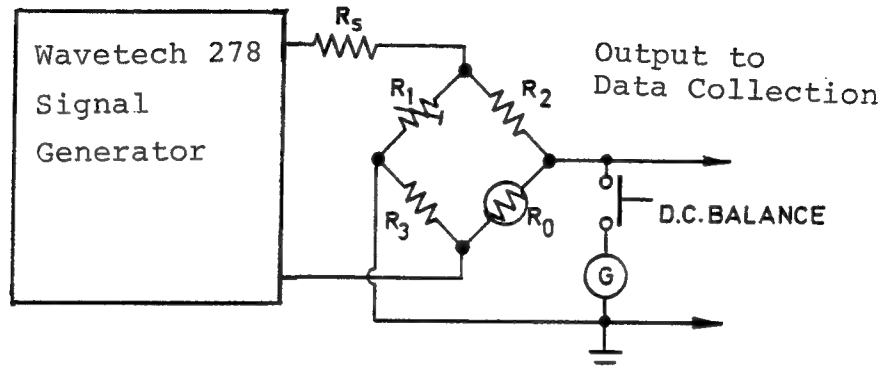 Wavetech 278
Signal
Generator
Rs
R1
R2
R3
R0
Output to
Data Collection
D.C. BALANCE
G